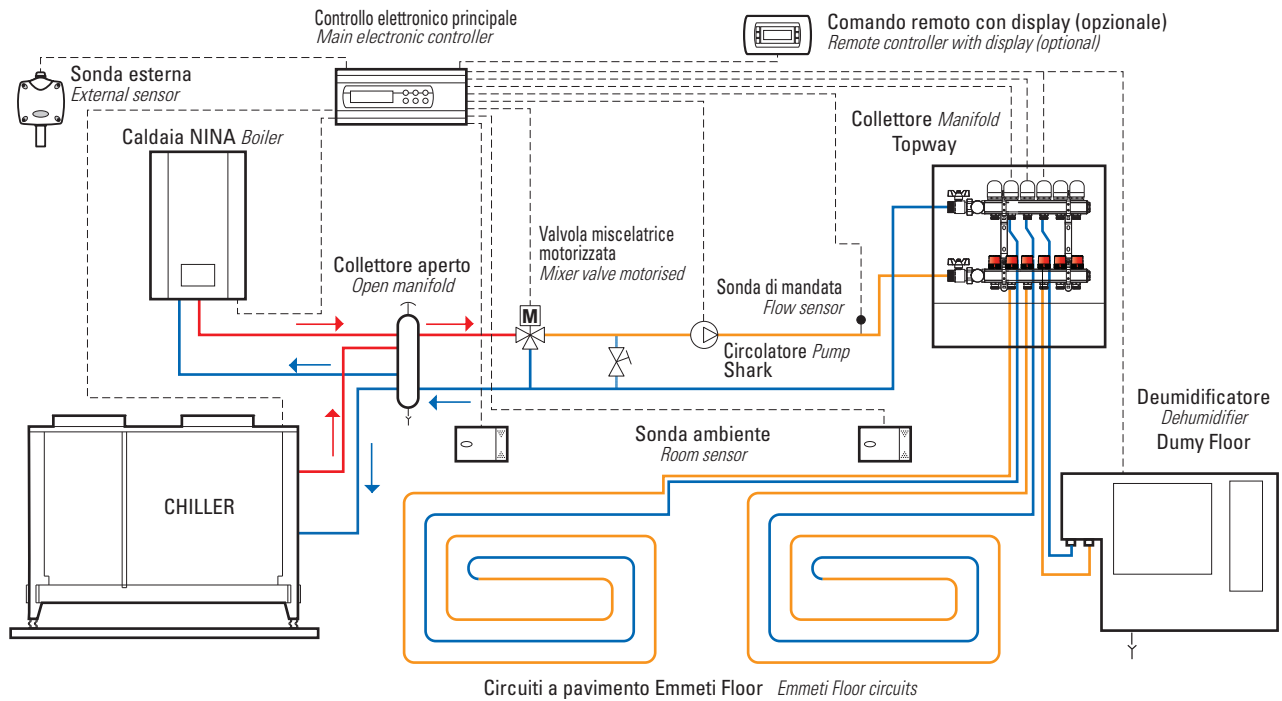 Controllo elettronico principale
Main electronic controller
Comando remoto con display (opzionale)
Remote controller with display (optional)
Sonda esterna
External sensor
Caldaia NINA Boiler
Collettore Manifold
Topway
Valvola miscelatrice
motorizzata
Mixer valve motorised
Collettore aperto
Open manifold
Sonda di mandata
Flow sensor
M
Circolatore Pump
Shark
Deumidificatore
Dehumidifier
Dumy Floor
Sonda ambiente
Room sensor
CHILLER
Circuiti a pavimento Emmeti Floor Emmeti Floor circuits